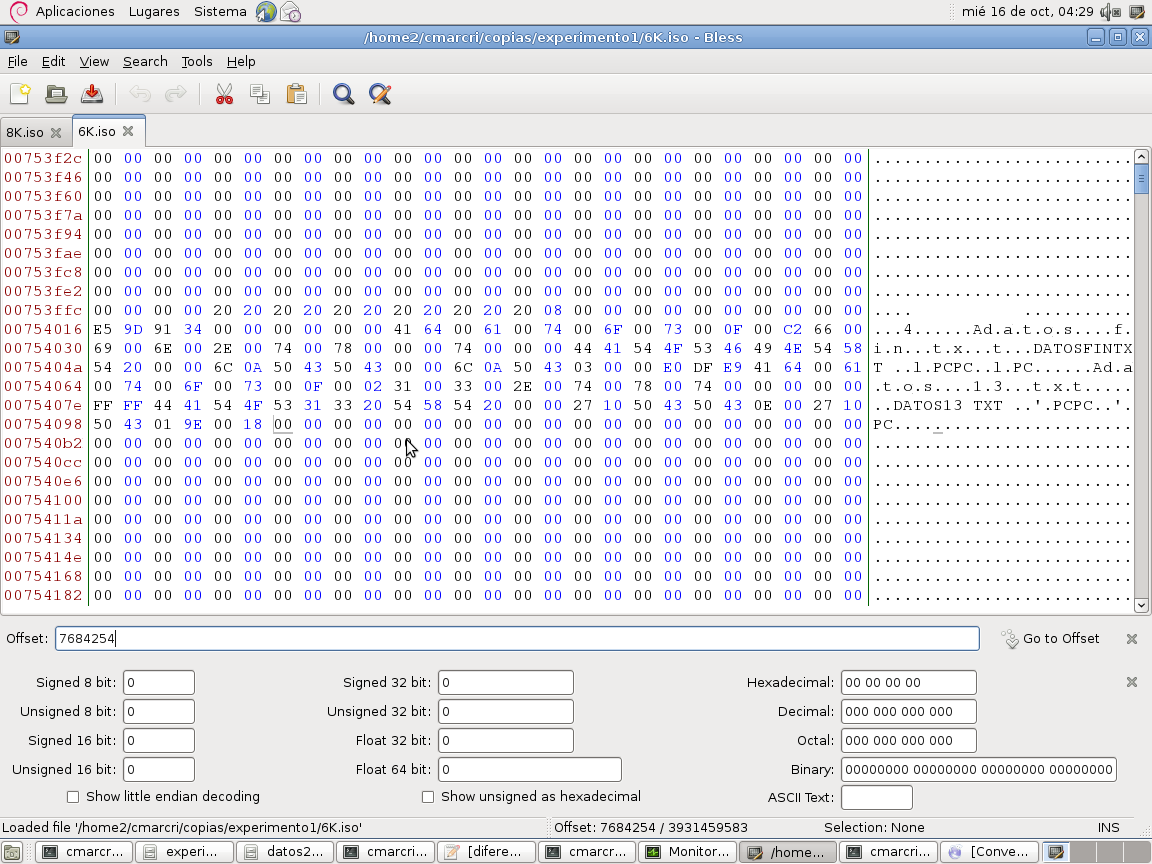 Aplicaciones Lugares Sistema mié 16 de oct, 04:29
/home2/cmarcri/copias/experimento1/6K.iso - Bless
File Edit View Search Tools Help
8K.iso 6K.iso
00753f2c 00 00 00 00 00 00 00 00 00 00 00 00 00 00 00 00 00 00 00 00 00 00 00 00 00 00 ..........................
00753f46 00 00 00 00 00 00 00 00 00 00 00 00 00 00 00 00 00 00 00 00 00 00 00 00 00 00 ..........................
00753f60 00 00 00 00 00 00 00 00 00 00 00 00 00 00 00 00 00 00 00 00 00 00 00 00 00 00 ..........................
00753f7a 00 00 00 00 00 00 00 00 00 00 00 00 00 00 00 00 00 00 00 00 00 00 00 00 00 00 ..........................
00753f94 00 00 00 00 00 00 00 00 00 00 00 00 00 00 00 00 00 00 00 00 00 00 00 00 00 00 ..........................
00753fae 00 00 00 00 00 00 00 00 00 00 00 00 00 00 00 00 00 00 00 00 00 00 00 00 00 00 ..........................
00753fc8 00 00 00 00 00 00 00 00 00 00 00 00 00 00 00 00 00 00 00 00 00 00 00 00 00 00 ..........................
00753fe2 00 00 00 00 00 00 00 00 00 00 00 00 00 00 00 00 00 00 00 00 00 00 00 00 00 00 ..........................
00753ffc 00 00 00 00 20 20 20 20 20 20 20 20 20 20 20 08 00 00 00 00 00 00 00 00 00 00 ....           ...........
00754016 E5 9D 91 34 00 00 00 00 00 00 41 64 00 61 00 74 00 6F 00 73 00 0F 00 C2 66 00 ...4......Ad.a.t.o.s....f.
00754030 69 00 6E 00 2E 00 74 00 78 00 00 00 74 00 00 00 44 41 54 4F 53 46 49 4E 54 58 i.n...t.x...t...DATOSFINTX
0075404a 54 20 00 00 6C 0A 50 43 50 43 00 00 6C 0A 50 43 03 00 00 E0 DF E9 41 64 00 61 T ..l.PCPC..l.PC......Ad.a
00754064 00 74 00 6F 00 73 00 0F 00 02 31 00 33 00 2E 00 74 00 78 00 74 00 00 00 00 00 .t.o.s....1.3...t.x.t.....
0075407e FF FF 44 41 54 4F 53 31 33 20 54 58 54 20 00 00 27 10 50 43 50 43 0E 00 27 10 ..DATOS13 TXT ..'.PCPC..'.
00754098 50 43 01 9E 00 18 00 00 00 00 00 00 00 00 00 00 00 00 00 00 00 00 00 00 00 00 PC........................
007540b2 00 00 00 00 00 00 00 00 00 00 00 00 00 00 00 00 00 00 00 00 00 00 00 00 00 00 ..........................
007540cc 00 00 00 00 00 00 00 00 00 00 00 00 00 00 00 00 00 00 00 00 00 00 00 00 00 00 ..........................
007540e6 00 00 00 00 00 00 00 00 00 00 00 00 00 00 00 00 00 00 00 00 00 00 00 00 00 00 ..........................
00754100 00 00 00 00 00 00 00 00 00 00 00 00 00 00 00 00 00 00 00 00 00 00 00 00 00 00 ..........................
0075411a 00 00 00 00 00 00 00 00 00 00 00 00 00 00 00 00 00 00 00 00 00 00 00 00 00 00 ..........................
00754134 00 00 00 00 00 00 00 00 00 00 00 00 00 00 00 00 00 00 00 00 00 00 00 00 00 00 ..........................
0075414e 00 00 00 00 00 00 00 00 00 00 00 00 00 00 00 00 00 00 00 00 00 00 00 00 00 00 ..........................
00754168 00 00 00 00 00 00 00 00 00 00 00 00 00 00 00 00 00 00 00 00 00 00 00 00 00 00 ..........................
00754182 00 00 00 00 00 00 00 00 00 00 00 00 00 00 00 00 00 00 00 00 00 00 00 00 00 00 ..........................
Offset: 7684254 Go to Offset
Signed 8 bit: 0 Signed 32 bit: 0 Hexadecimal: 00 00 00 00
Unsigned 8 bit: 0 Unsigned 32 bit: 0 Decimal: 000 000 000 000
Signed 16 bit: 0 Float 32 bit: 0 Octal: 000 000 000 000
Unsigned 16 bit: 0 Float 64 bit: 0 Binary: 00000000 00000000 00000000 00000000
Show little endian decoding Show unsigned as hexadecimal ASCII Text:
Loaded file '/home2/cmarcri/copias/experimento1/6K.iso' Offset: 7684254 / 3931459583 Selection: None INS
cmarcr... experi... datos2... cmarcri... [difere... cmarcr... Monitor... /home... cmarcri... [Conve...